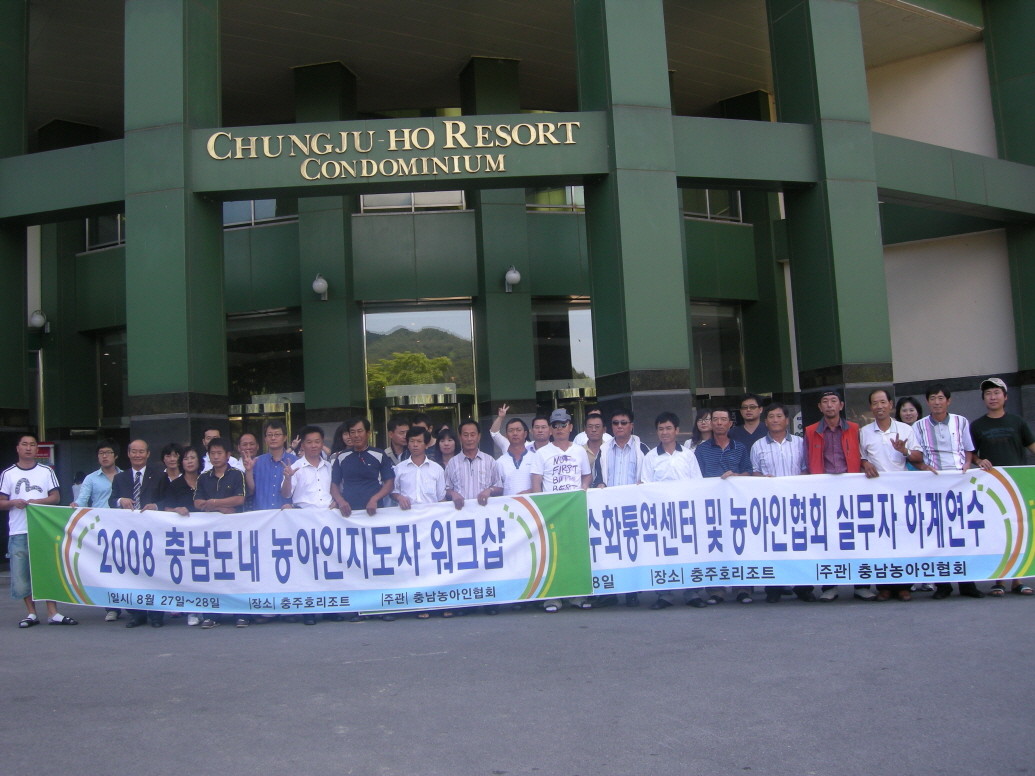 CHUNGJU-HO RESORT
CONDOMINIUM
NOT
FIRST
BUT
BEST
2008 충남도내 농아인지도자 워크샵
|일시| 8월 27일~28일 |장소| 충주호리조트 |주관| 충남농아인협회
수화통역센터 및 농아인협회 실무자 하계연수
8일 |장소| 충주호리조트 |주관| 충남농아인협회